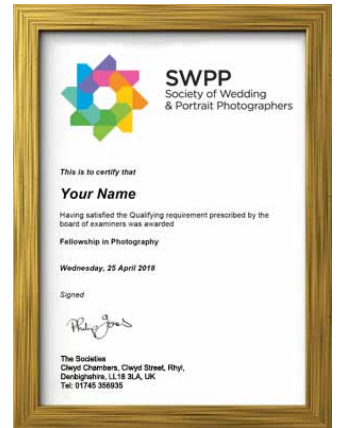 SWPP
Society of Wedding
& Portrait Photographers
This is to certify that
Your Name
Having satisfied the Qualifying requirement prescribed by the
board of examiners was awarded
Fellowship in Photography
Wednesday, 25 April 2018
Signed
Philip Jones
The Societies
Clwyd Chambers, Clwyd Street, Rhyl,
Denbighshire, LL18 3LA, UK
Tel: 01745 356935